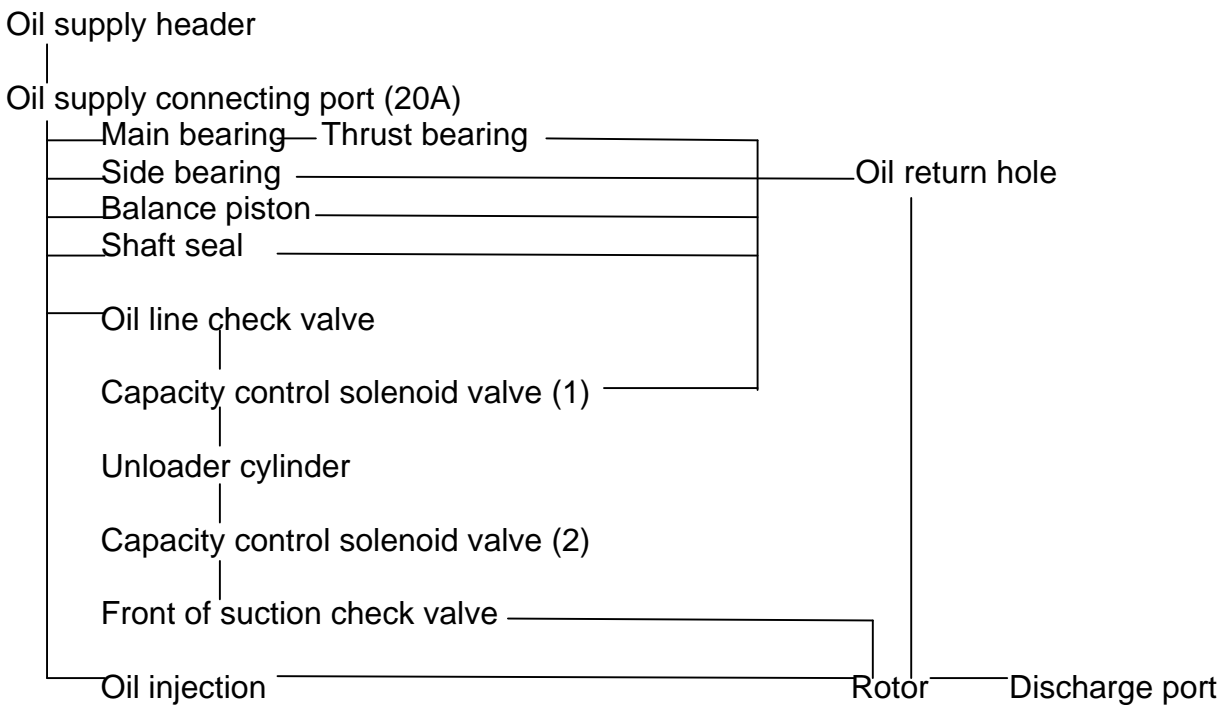 Oil supply header
Oil supply connecting port (20A)
Main bearing Thrust bearing
Side bearing Oil return hole
Balance piston
Shaft seal
Oil line check valve
Capacity control solenoid valve (1)
Unloader cylinder
Capacity control solenoid valve (2)
Front of suction check valve
Oil injection Rotor Discharge port